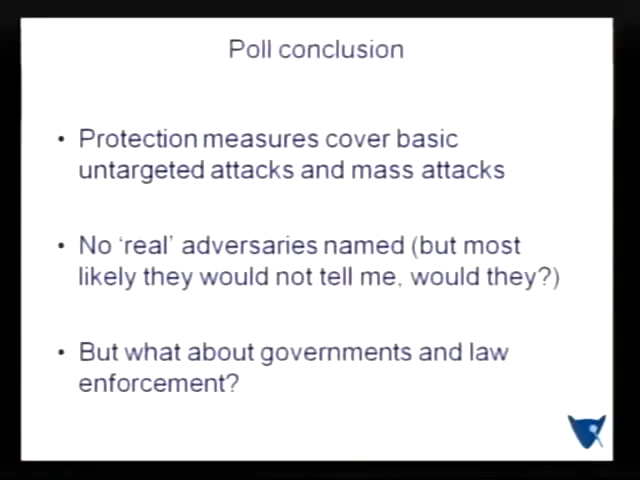 Poll conclusion
• Protection measures cover basic
untargeted attacks and mass attacks
• No ‘real’ adversaries named (but most
likely they would not tell me, would they?)
• But what about governments and law
enforcement?